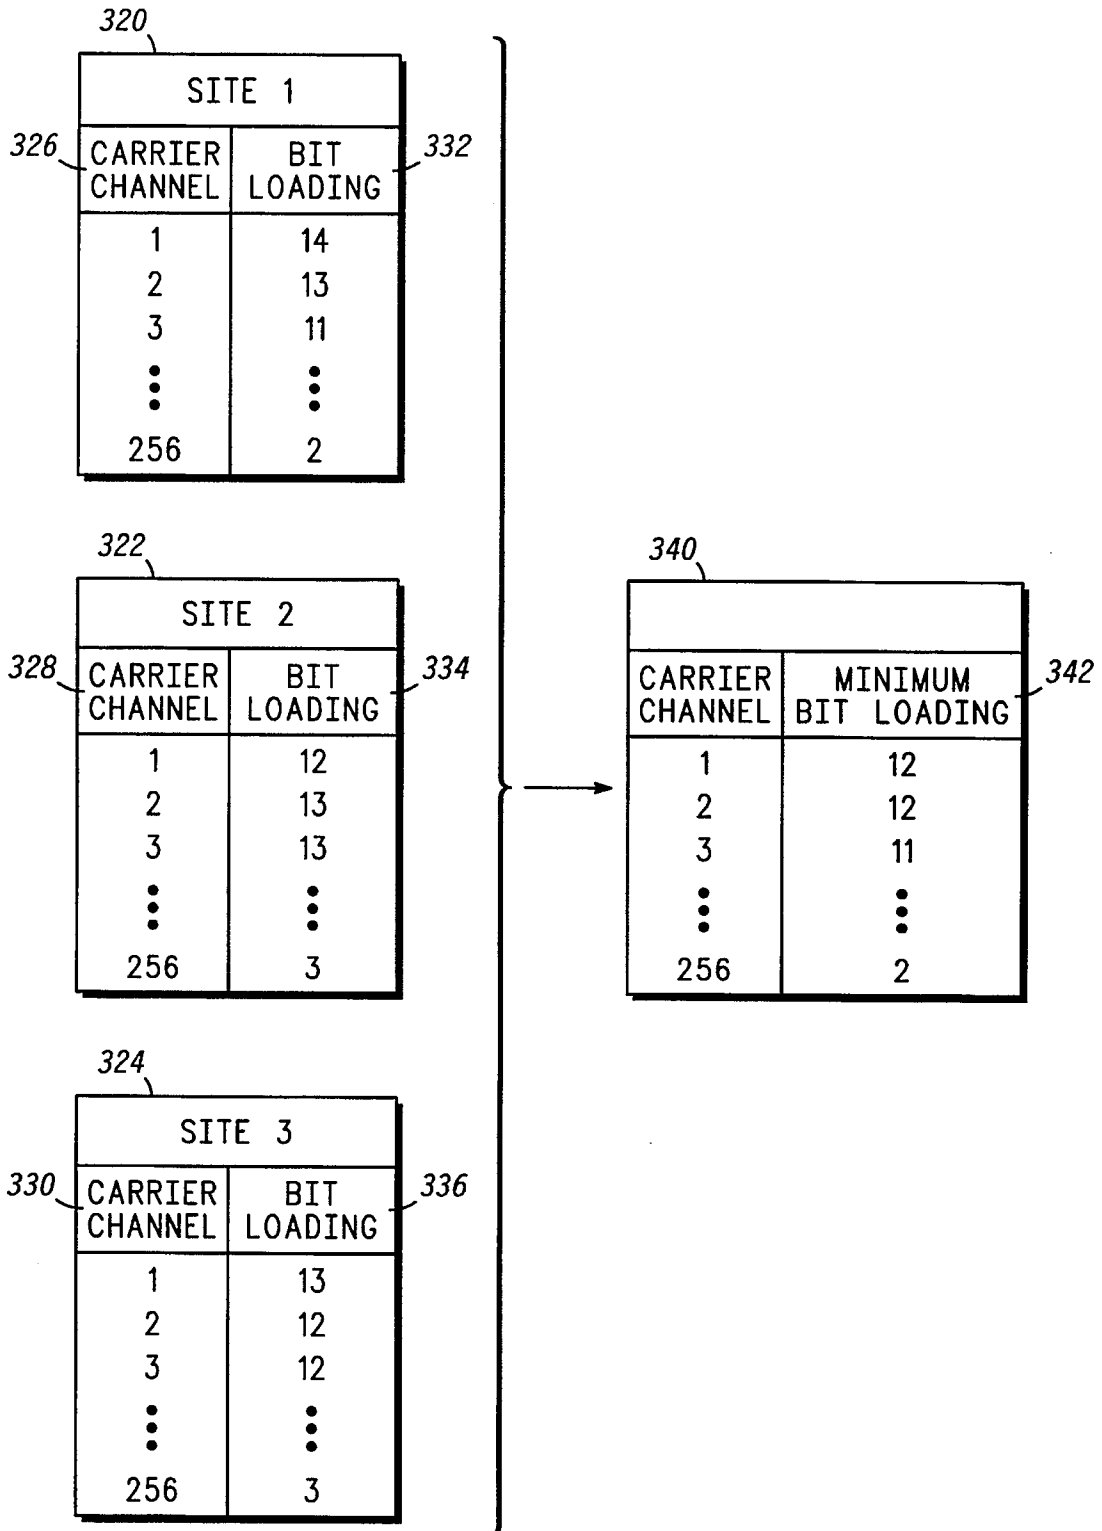 320
SITE 1
326 CARRIER CHANNEL BIT LOADING 332
1 14
2 13
3 11
256 2
322
SITE 2
328 CARRIER CHANNEL BIT LOADING 334
1 12
2 13
3 13
256 3
324
SITE 3
330 CARRIER CHANNEL BIT LOADING 336
1 13
2 12
3 12
256 3
340
CARRIER CHANNEL MINIMUM BIT LOADING 342
1 12
2 12
3 11
256 2